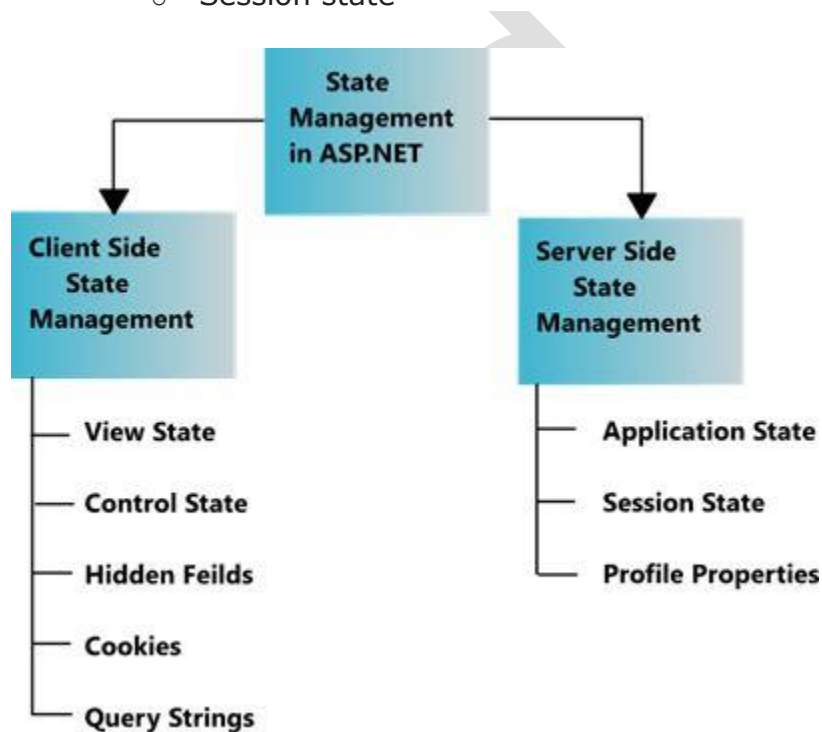 ○ Session state
State
Management
in ASP.NET
Client Side
State
Management
View State
Control State
Hidden Feilds
Cookies
Query Strings
Server Side
State
Management
Application State
Session State
Profile Properties